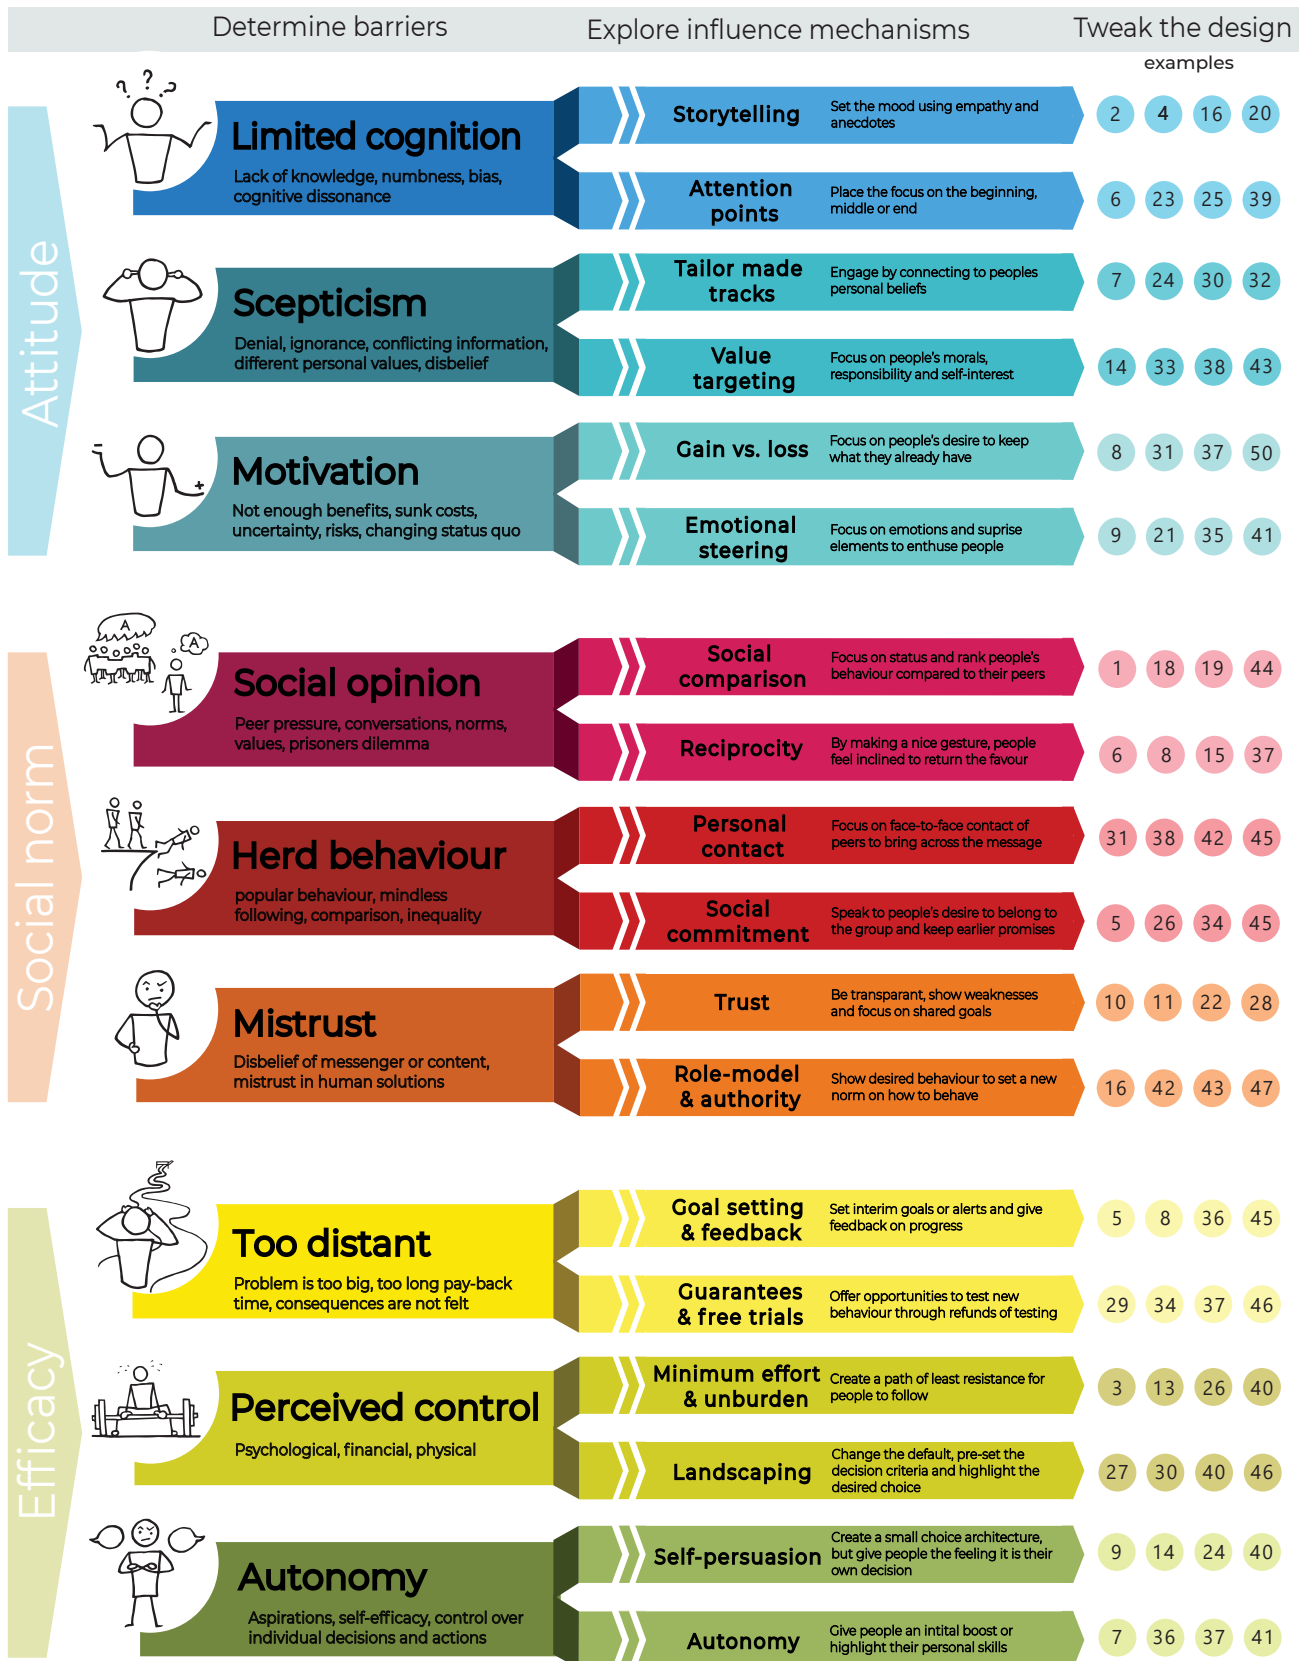 Determine barriers
Explore influence mechanisms
Tweak the design
examples
Attitude
? ? ?
Limited cognition
Lack of knowledge, numbness, bias,
cognitive dissonance
Storytelling
Set the mood using empathy and
anecdotes
2 4 16 20
Attention
points
Place the focus on the beginning,
middle or end
6 23 25 39
Scepticism
Denial, ignorance, conflicting information,
different personal values, disbelief
Tailor made
tracks
Engage by connecting to peoples
personal beliefs
7 24 30 32
Value
targeting
Focus on people's morals,
responsibility and self-interest
14 33 38 43
Motivation
Not enough benefits, sunk costs,
uncertainty, risks, changing status quo
Gain vs. loss
Focus on people's desire to keep
what they already have
8 31 37 50
Emotional
steering
Focus on emotions and suprise
elements to enthuse people
9 21 35 41
Social norm
A
A
Social opinion
Peer pressure, conversations, norms,
values, prisoners dilemma
Social
comparison
Focus on status and rank people's
behaviour compared to their peers
1 18 19 44
Reciprocity
By making a nice gesture, people
feel inclined to return the favour
6 8 15 37
Herd behaviour
popular behaviour, mindless
following, comparison, inequality
Personal
contact
Focus on face-to-face contact of
peers to bring across the message
31 38 42 45
Social
commitment
Speak to people's desire to belong to
the group and keep earlier promises
5 26 34 45
Mistrust
Disbelief of messenger or content,
mistrust in human solutions
Trust
Be transparant, show weaknesses
and focus on shared goals
10 11 22 28
Role-model
& authority
Show desired behaviour to set a new
norm on how to behave
16 42 43 47
Efficacy
Too distant
Problem is too big, too long pay-back
time, consequences are not felt
Goal setting
& feedback
Set interim goals or alerts and give
feedback on progress
5 8 36 45
Guarantees
& free trials
Offer opportunities to test new
behaviour through refunds of testing
29 34 37 46
Perceived control
Psychological, financial, physical
Minimum effort
& unburden
Create a path of least resistance for
people to follow
3 13 26 40
Landscaping
Change the default, pre-set the
decision criteria and highlight the
desired choice
27 30 40 46
Autonomy
Aspirations, self-efficacy, control over
individual decisions and actions
Self-persuasion
Create a small choice architecture,
but give people the feeling it is their
own decision
9 14 24 40
Autonomy
Give people an intital boost or
highlight their personal skills
7 36 37 41